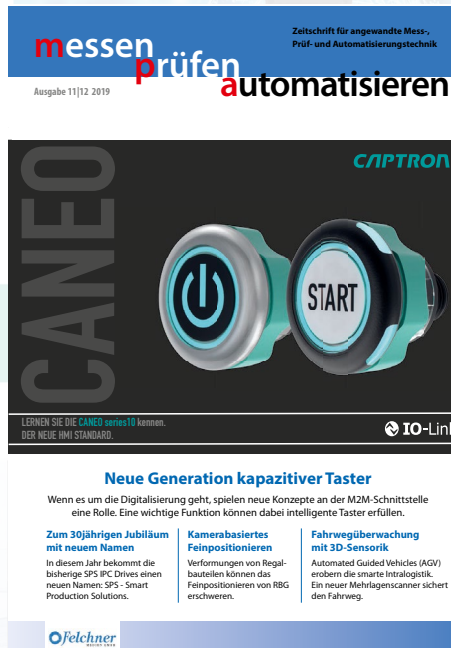 Zeitschrift für angewandte Mess-,
Prüf- und Automatisierungstechnik
messen
prüfen
automatisieren
Ausgabe 11|12 2019
CAPTRON
CANEO
START
LERNEN SIE DIE CANEO series10 kennen.
DER NEUE HMI STANDARD.
IO-Link
Neue Generation kapazitiver Taster
Wenn es um die Digitalisierung geht, spielen neue Konzepte an der M2M-Schnittstelle
eine Rolle. Eine wichtige Funktion können dabei intelligente Taster erfüllen.
Zum 30jährigen Jubiläum
mit neuem Namen
In diesem Jahr bekommt die
bisherige SPS IPC Drives einen
neuen Namen: SPS - Smart
Production Solutions.
Kamerabasiertes
Feinpositionieren
Verformungen von Regal-
bauteilen können das
Feinpositionieren von RBG
erschweren.
Fahrwegüberwachung
mit 3D-Sensorik
Automated Guided Vehicles (AGV)
erobern die smarte Intralogistik.
Ein neuer Mehrlagenscanner sichert
den Fahrweg.
Felchner